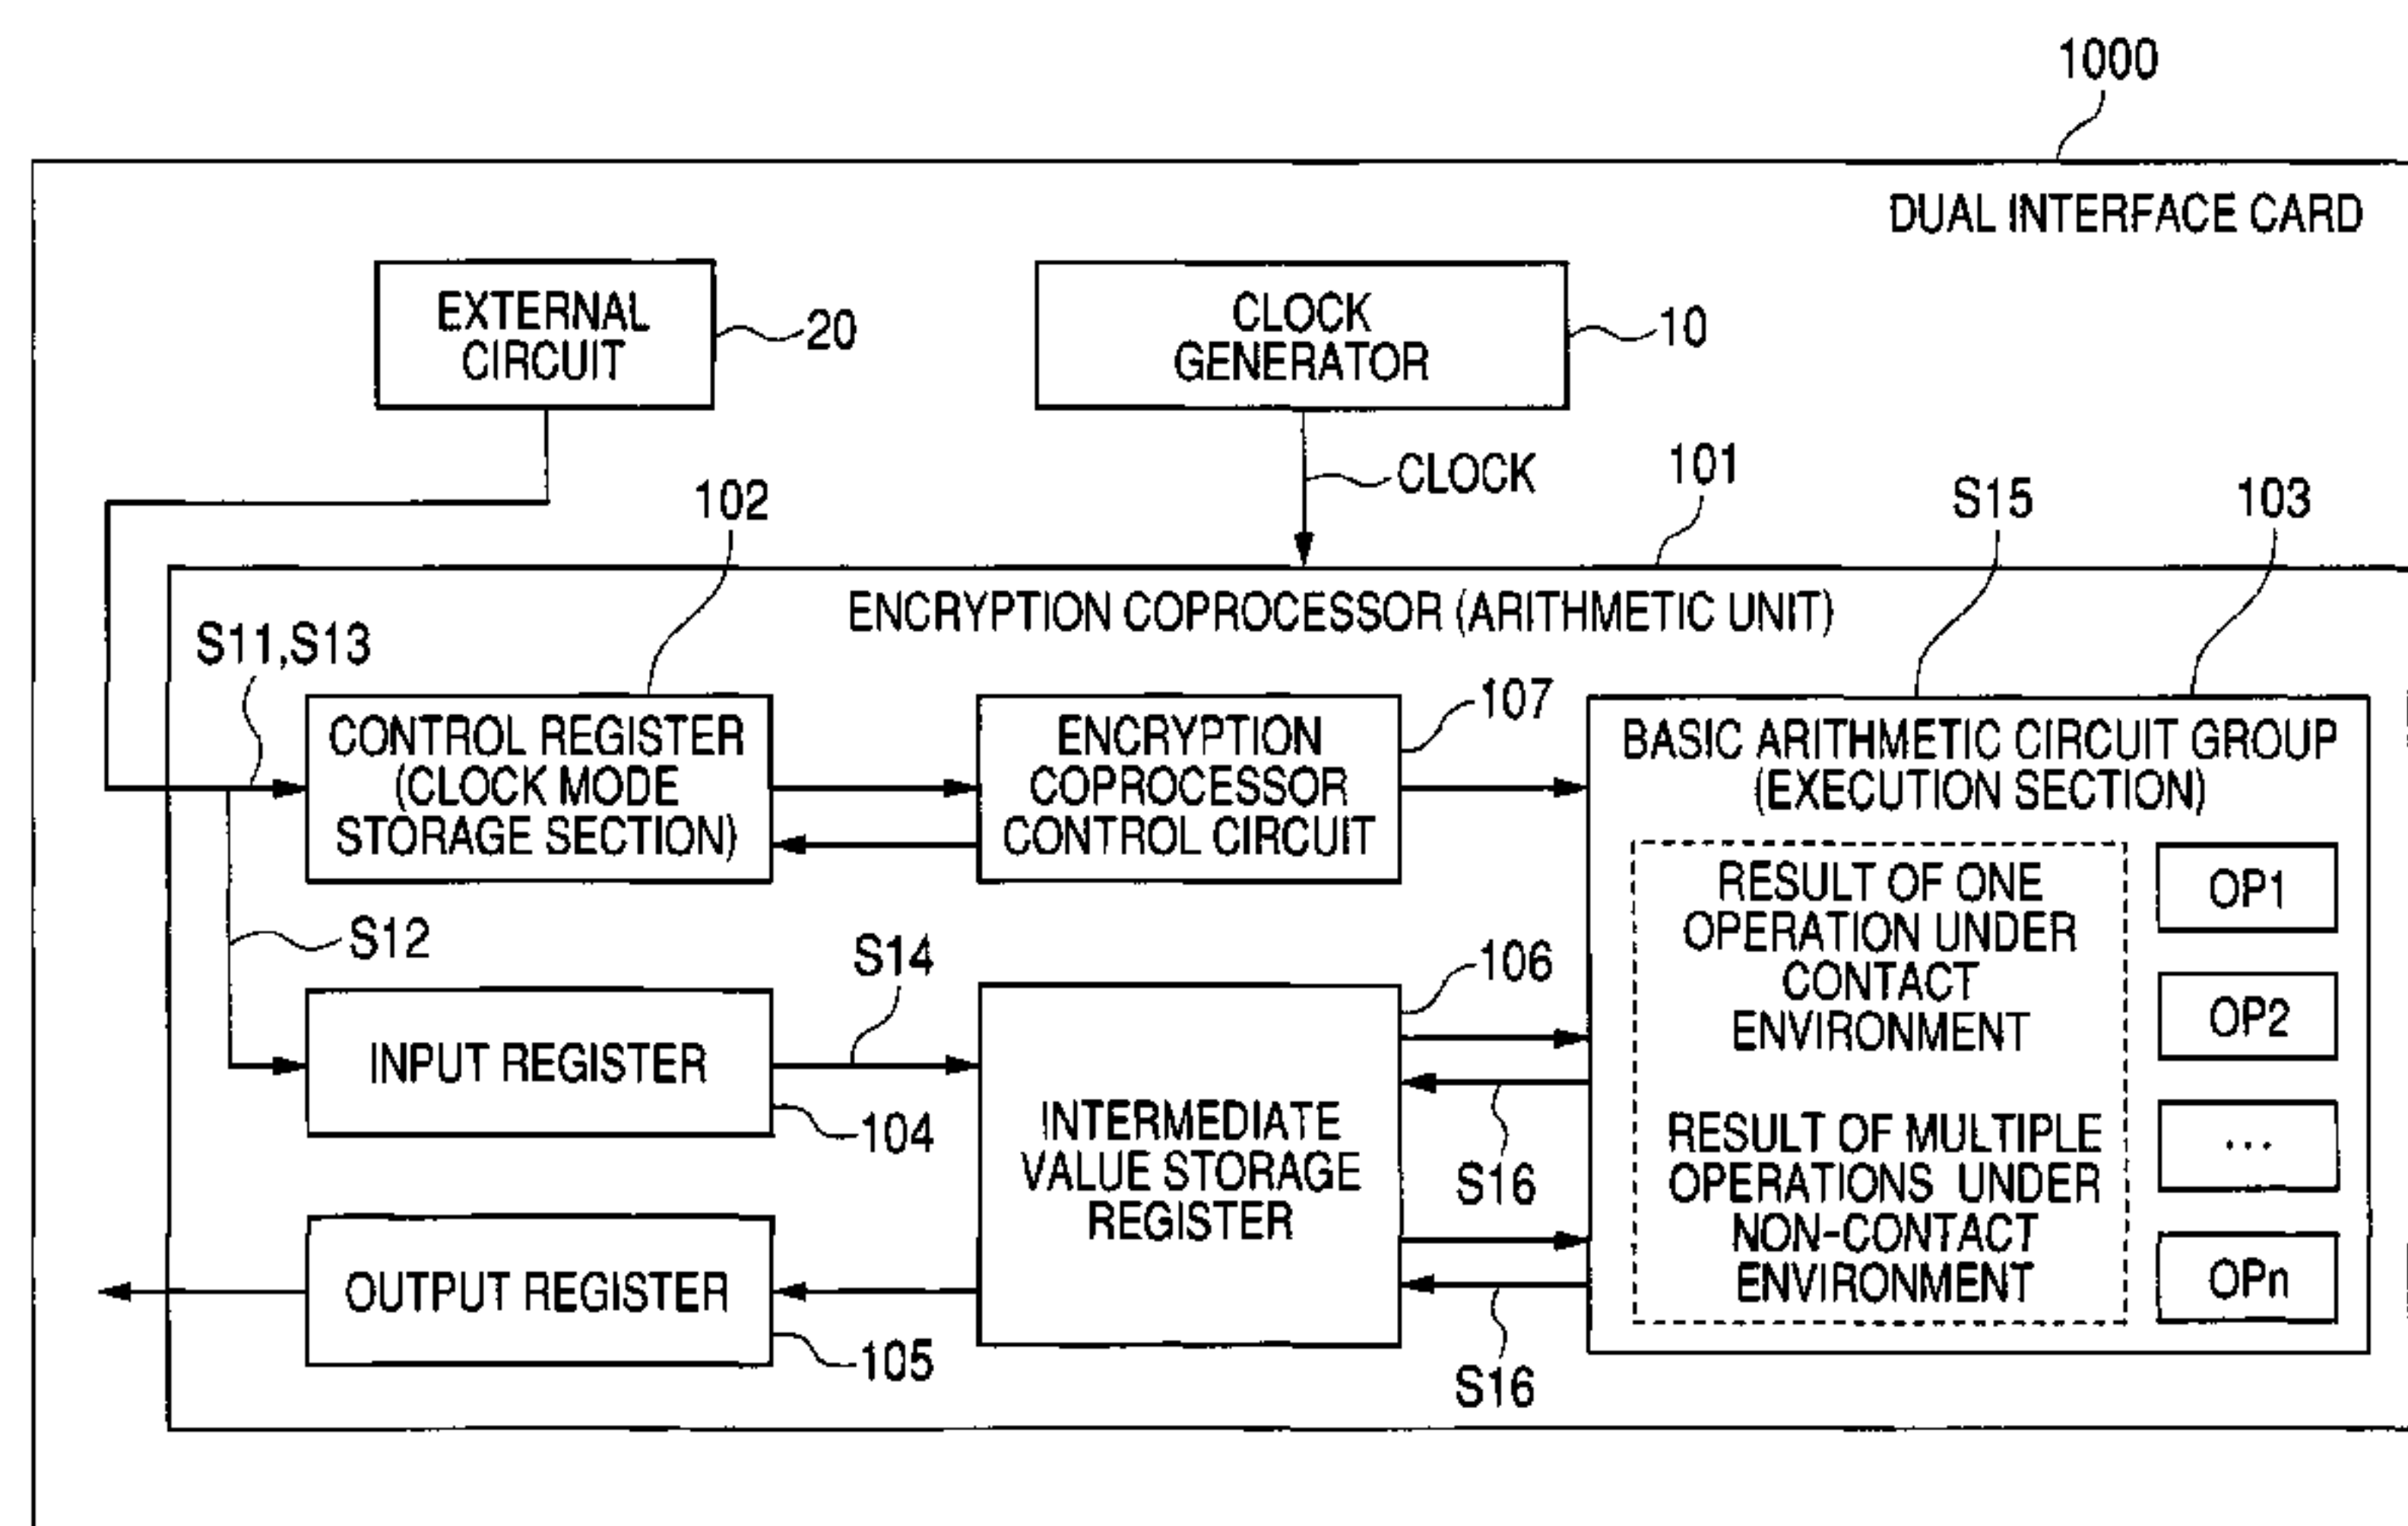 1000
DUAL INTERFACE CARD
EXTERNAL
CIRCUIT
20
CLOCK
GENERATOR
10
CLOCK
101
102
S15
103
ENCRYPTION COPROCESSOR (ARITHMETIC UNIT)
S11,S13
CONTROL REGISTER
(CLOCK MODE
STORAGE SECTION)
ENCRYPTION
COPROCESSOR
CONTROL CIRCUIT
107
BASIC ARITHMETIC CIRCUIT GROUP
(EXECUTION SECTION)
RESULT OF ONE
OPERATION UNDER
CONTACT
ENVIRONMENT
RESULT OF MULTIPLE
OPERATIONS UNDER
NON-CONTACT
ENVIRONMENT
OP1
OP2
...
OPn
S12
S14
106
INPUT REGISTER
104
INTERMEDIATE
VALUE STORAGE
REGISTER
S16
OUTPUT REGISTER
105
S16